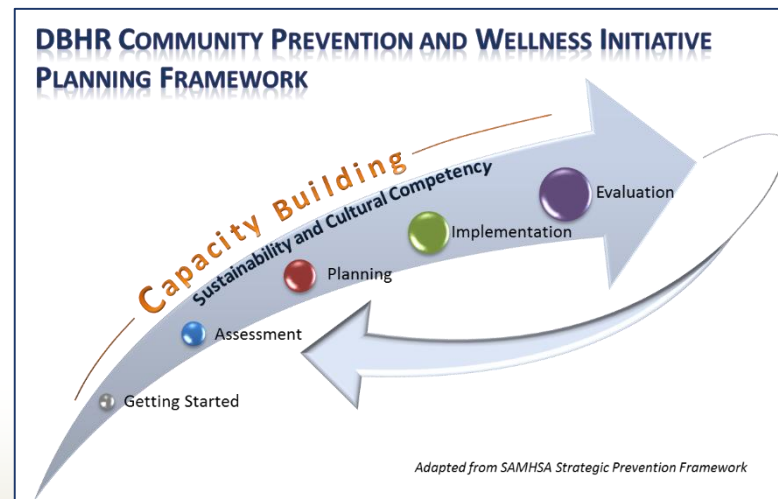 DBHR COMMUNITY PREVENTION AND WELLNESS INITIATIVE
PLANNING FRAMEWORK
Capacity Building
Sustainability and Cultural Competency
Evaluation
Implementation
Planning
Assessment
Getting Started
Adapted from SAMHSA Strategic Prevention Framework